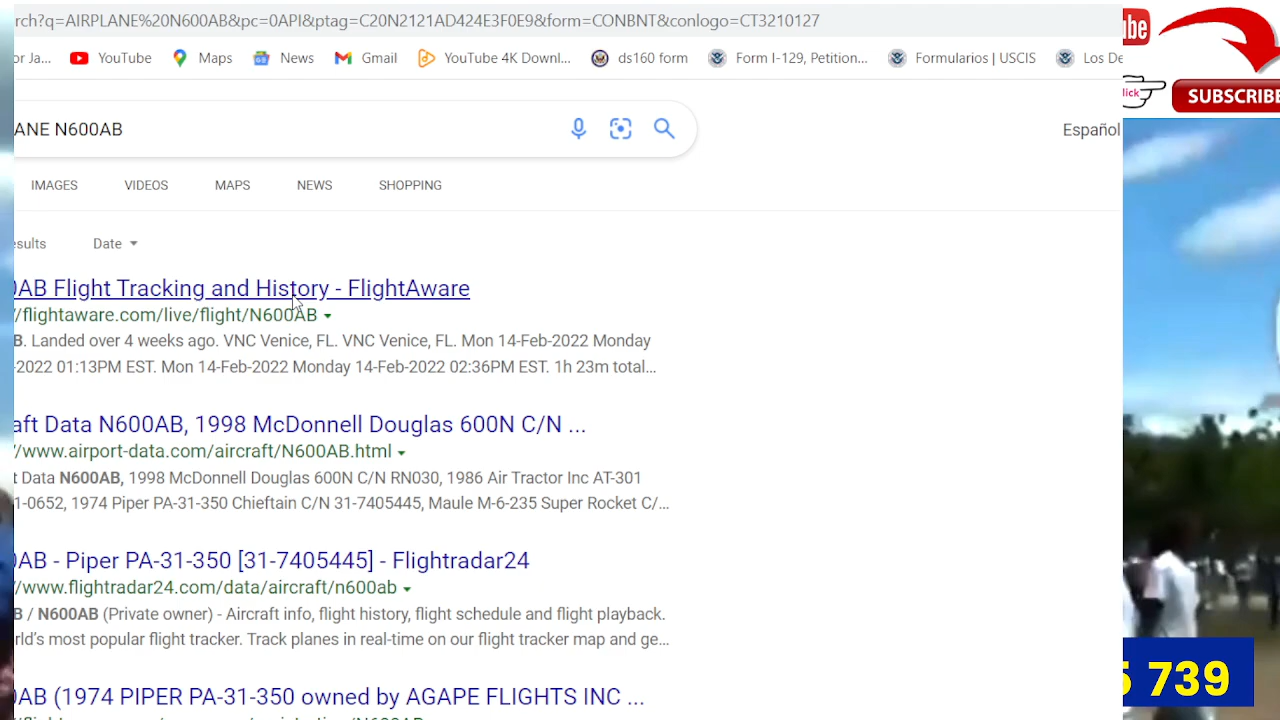 rch?q=AIRPLANE%20N600AB&pc=0API&ptag=C20N2121AD424E3F0E9&form=CONBNT&conlogo=CT3210127
or Ja... YouTube Maps News Gmail YouTube 4K Downl... ds160 form Form I-129, Petition... Formularios | USCIS Los De
ube
lick
SUBSCRIBE
ANE N600AB
Español
IMAGES VIDEOS MAPS NEWS SHOPPING
esults Date
0AB Flight Tracking and History - FlightAware
/flightaware.com/live/flight/N600AB
B. Landed over 4 weeks ago. VNC Venice, FL. VNC Venice, FL. Mon 14-Feb-2022 Monday
-2022 01:13PM EST. Mon 14-Feb-2022 Monday 14-Feb-2022 02:36PM EST. 1h 23m total...
aft Data N600AB, 1998 McDonnell Douglas 600N C/N ...
/www.airport-data.com/aircraft/N600AB.html
t Data N600AB, 1998 McDonnell Douglas 600N C/N RN030, 1986 Air Tractor Inc AT-301
1-0652, 1974 Piper PA-31-350 Chieftain C/N 31-7405445, Maule M-6-235 Super Rocket C/...
0AB - Piper PA-31-350 [31-7405445] - Flightradar24
/www.flightradar24.com/data/aircraft/n600ab
B / N600AB (Private owner) - Aircraft info, flight history, flight schedule and flight playback.
rld's most popular flight tracker. Track planes in real-time on our flight tracker map and ge...
5 739
0AB (1974 PIPER PA-31-350 owned by AGAPE FLIGHTS INC ...